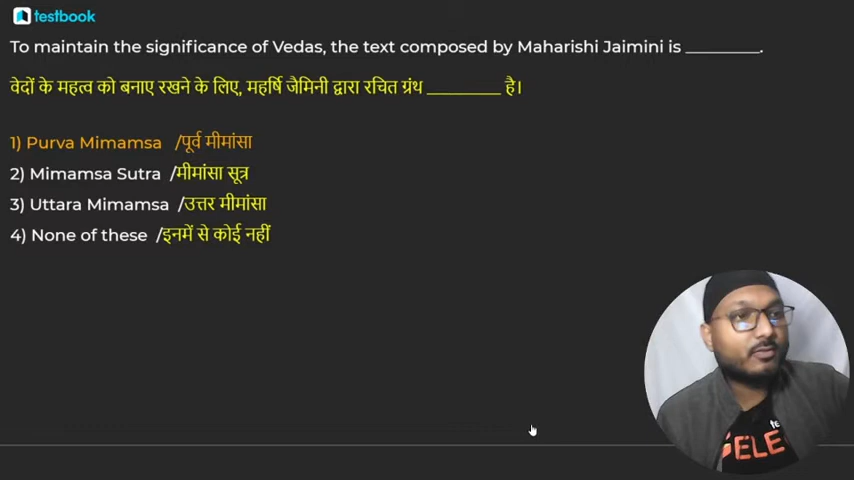 testbook
To maintain the significance of Vedas, the text composed by Maharishi Jaimini is ________.
वेदों के महत्व को बनाए रखने के लिए, महर्षि जैमिनी द्वारा रचित ग्रंथ ________ है।
1) Purva Mimamsa /पूर्व मीमांसा
2) Mimamsa Sutra /मीमांसा सूत्र
3) Uttara Mimamsa /उत्तर मीमांसा
4) None of these /इनमें से कोई नहीं
te